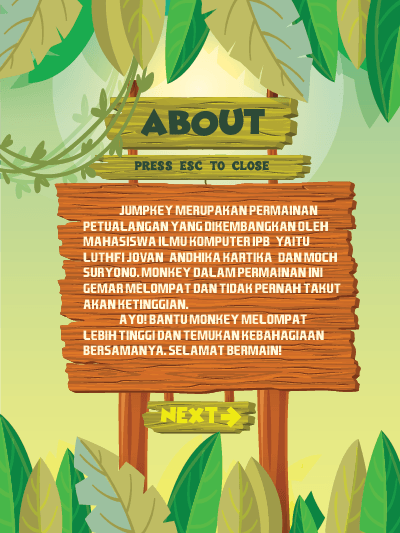 ABOUT
PRESS ESC TO CLOSE
JUMPKEY MERUPAKAN PERMAINAN
PETUALANGAN YANG DIKEMBANGKAN OLEH
MAHASISWA ILMU KOMPUTER IPB YAITU
LUTHFI JOVAN ANDHIKA KARTIKA DAN MOCH
SURYONO. MONKEY DALAM PERMAINAN INI
GEMAR MELOMPAT DAN TIDAK PERNAH TAKUT
AKAN KETINGGIAN.
AYO! BANTU MONKEY MELOMPAT
LEBIH TINGGI DAN TEMUKAN KEBAHAGIAAN
BERSAMANYA. SELAMAT BERMAIN!
NEXT